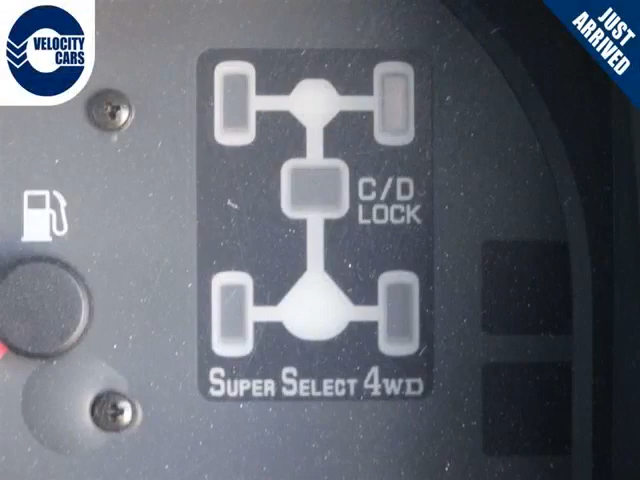 VELOCITY
CARS
JUST
ARRIVED
C/D
LOCK
SUPER SELECT 4WD